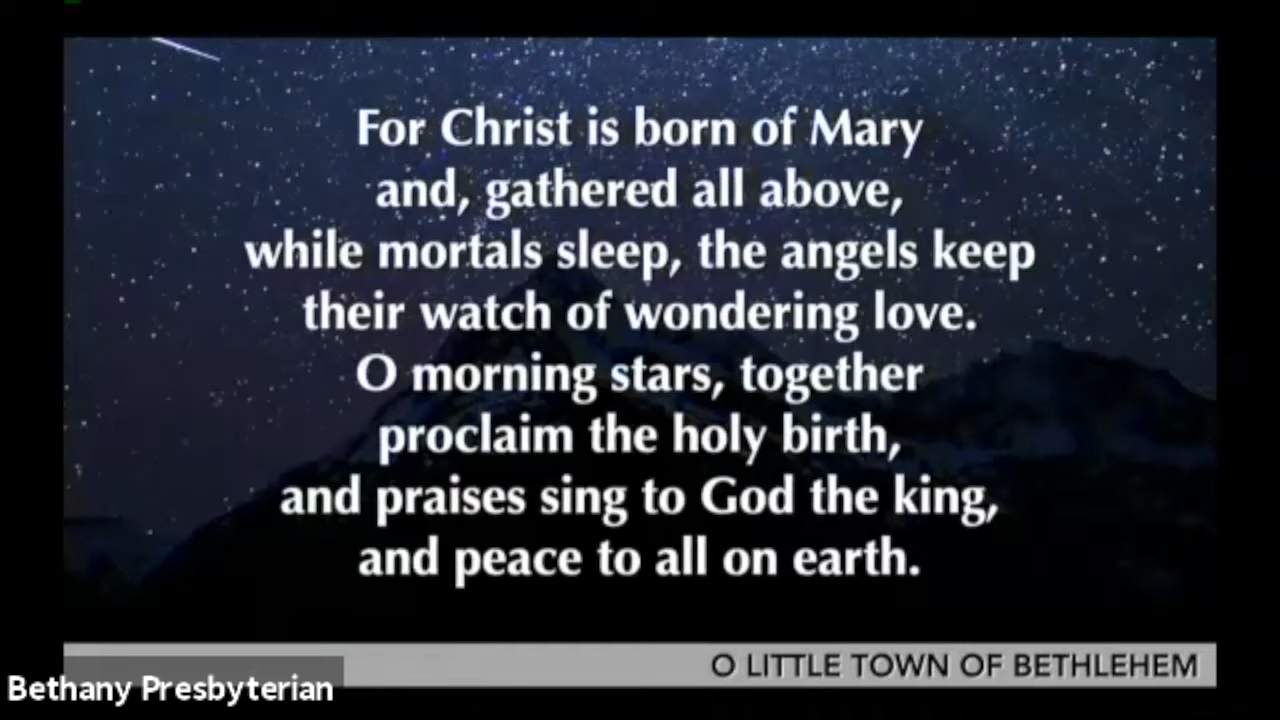 For Christ is born of Mary
and, gathered all above,
while mortals sleep, the angels keep
their watch of wondering love.
O morning stars, together
proclaim the holy birth,
and praises sing to God the king,
and peace to all on earth.
O LITTLE TOWN OF BETHLEHEM
Bethany Presbyterian